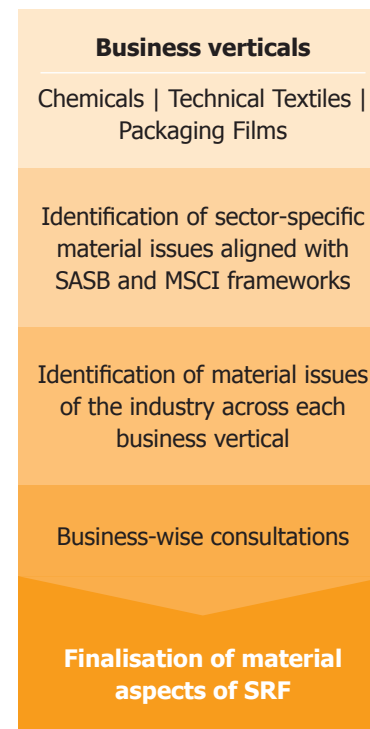 Business verticals
Chemicals | Technical Textiles |
Packaging Films
Identification of sector-specific
material issues aligned with
SASB and MSCI frameworks
Identification of material issues
of the industry across each
business vertical
Business-wise consultations
Finalisation of material
aspects of SRF